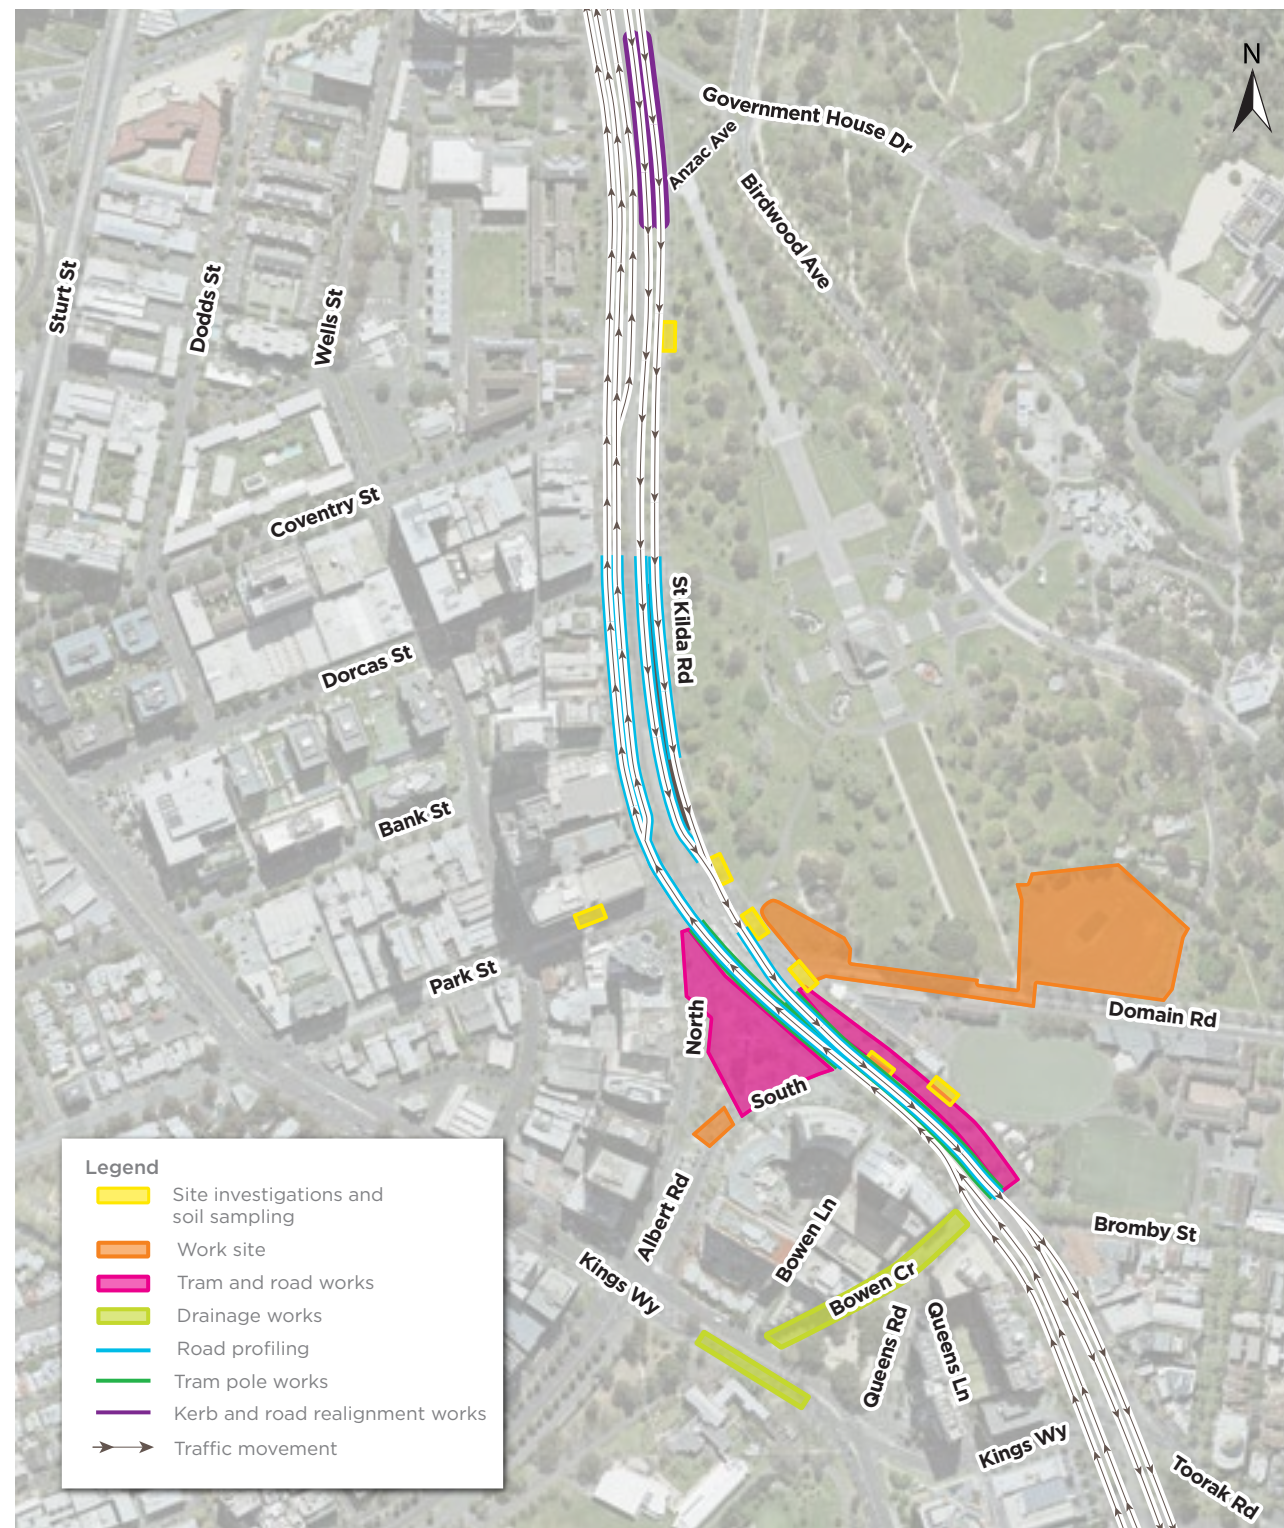 N
Government House Dr
Anzac Ave
Birdwood Ave
Sturt St
Dodds St
Wells St
Coventry St
St Kilda Rd
Dorcas St
Bank St
Park St
North
Domain Rd
South
Albert Rd
Bowen Ln
Bromby St
Kings Wy
Bowen Cr
Queens Rd
Queens Ln
Kings Wy
Toorak Rd
Legend
Site investigations and
soil sampling
Work site
Tram and road works
Drainage works
Road profiling
Tram pole works
Kerb and road realignment works
Traffic movement